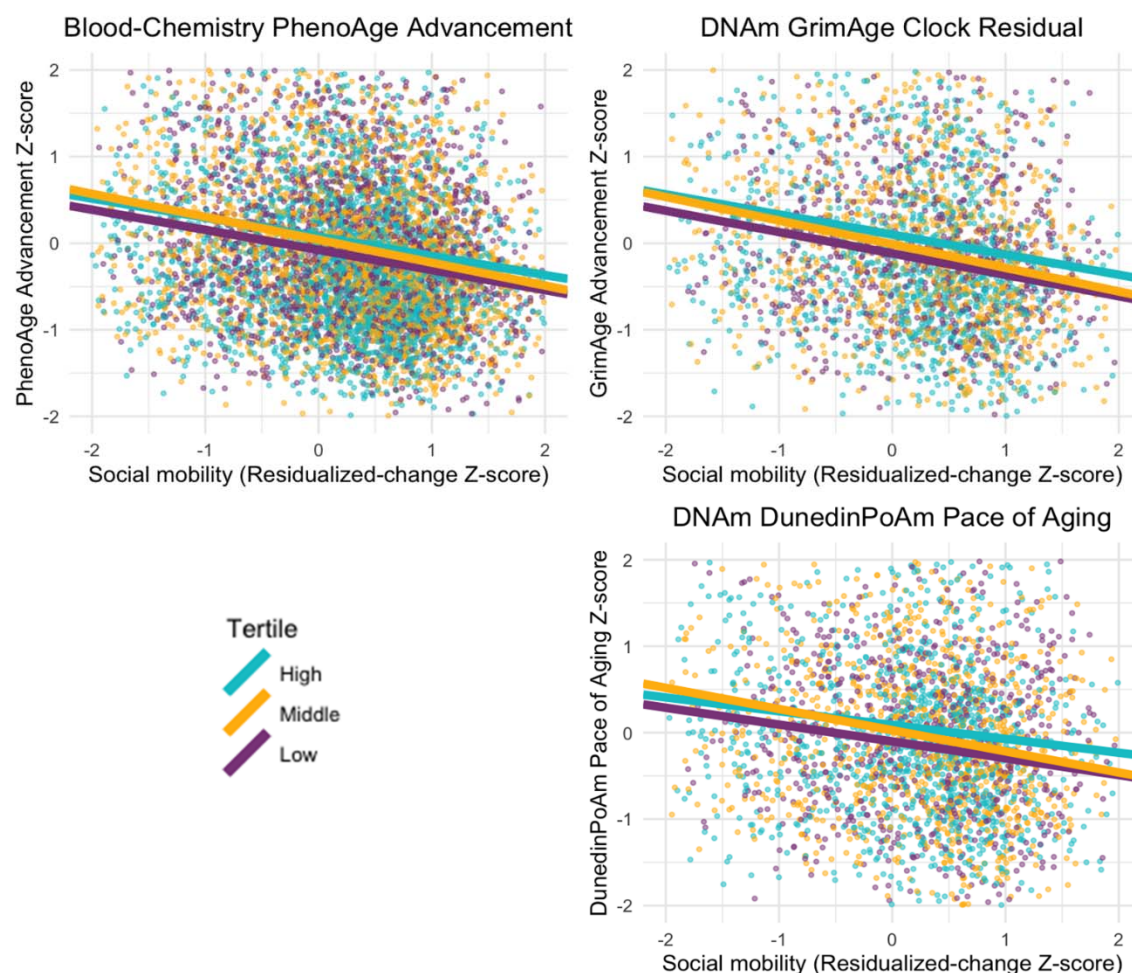 Blood-Chemistry PhenoAge Advancement
PhenoAge Advancement Z-score
2
1
0
-1
-2
-2 -1 0 1 2
Social mobility (Residualized-change Z-score)
DNAm GrimAge Clock Residual
GrimAge Advancement Z-score
2
1
0
-1
-2
-2 -1 0 1 2
Social mobility (Residualized-change Z-score)
Tertile
High
Middle
Low
DNAm DunedinPoAm Pace of Aging
DunedinPoAm Pace of Aging Z-score
2
1
0
-1
-2
-2 -1 0 1 2
Social mobility (Residualized-change Z-score)